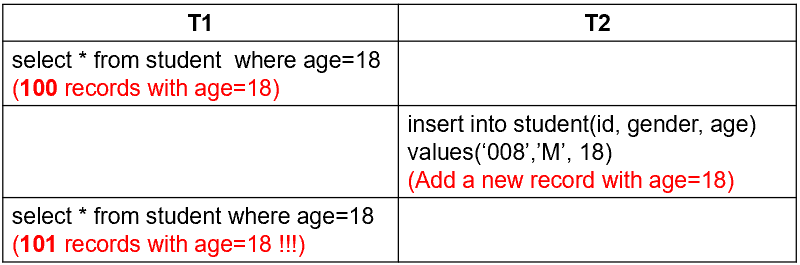 T1 T2
select * from student  where age=18
(100 records with age=18)
insert into student(id, gender, age)
values(‘008’,’M’, 18)
(Add a new record with age=18)
select * from student where age=18
(101 records with age=18 !!!)